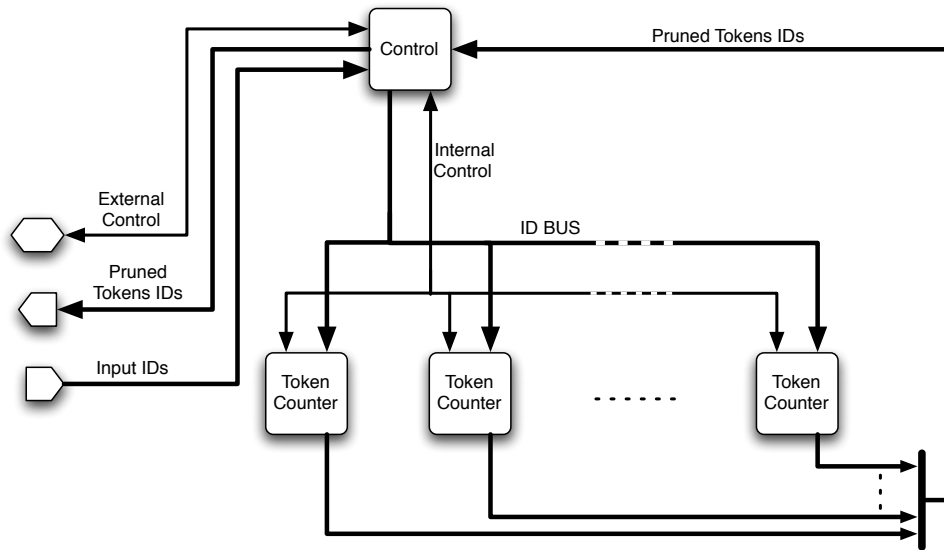 Pruned Tokens IDs
Control
Internal
Control
External
Control
ID BUS
Pruned
Tokens IDs
Input IDs
Token
Counter
Token
Counter
Token
Counter